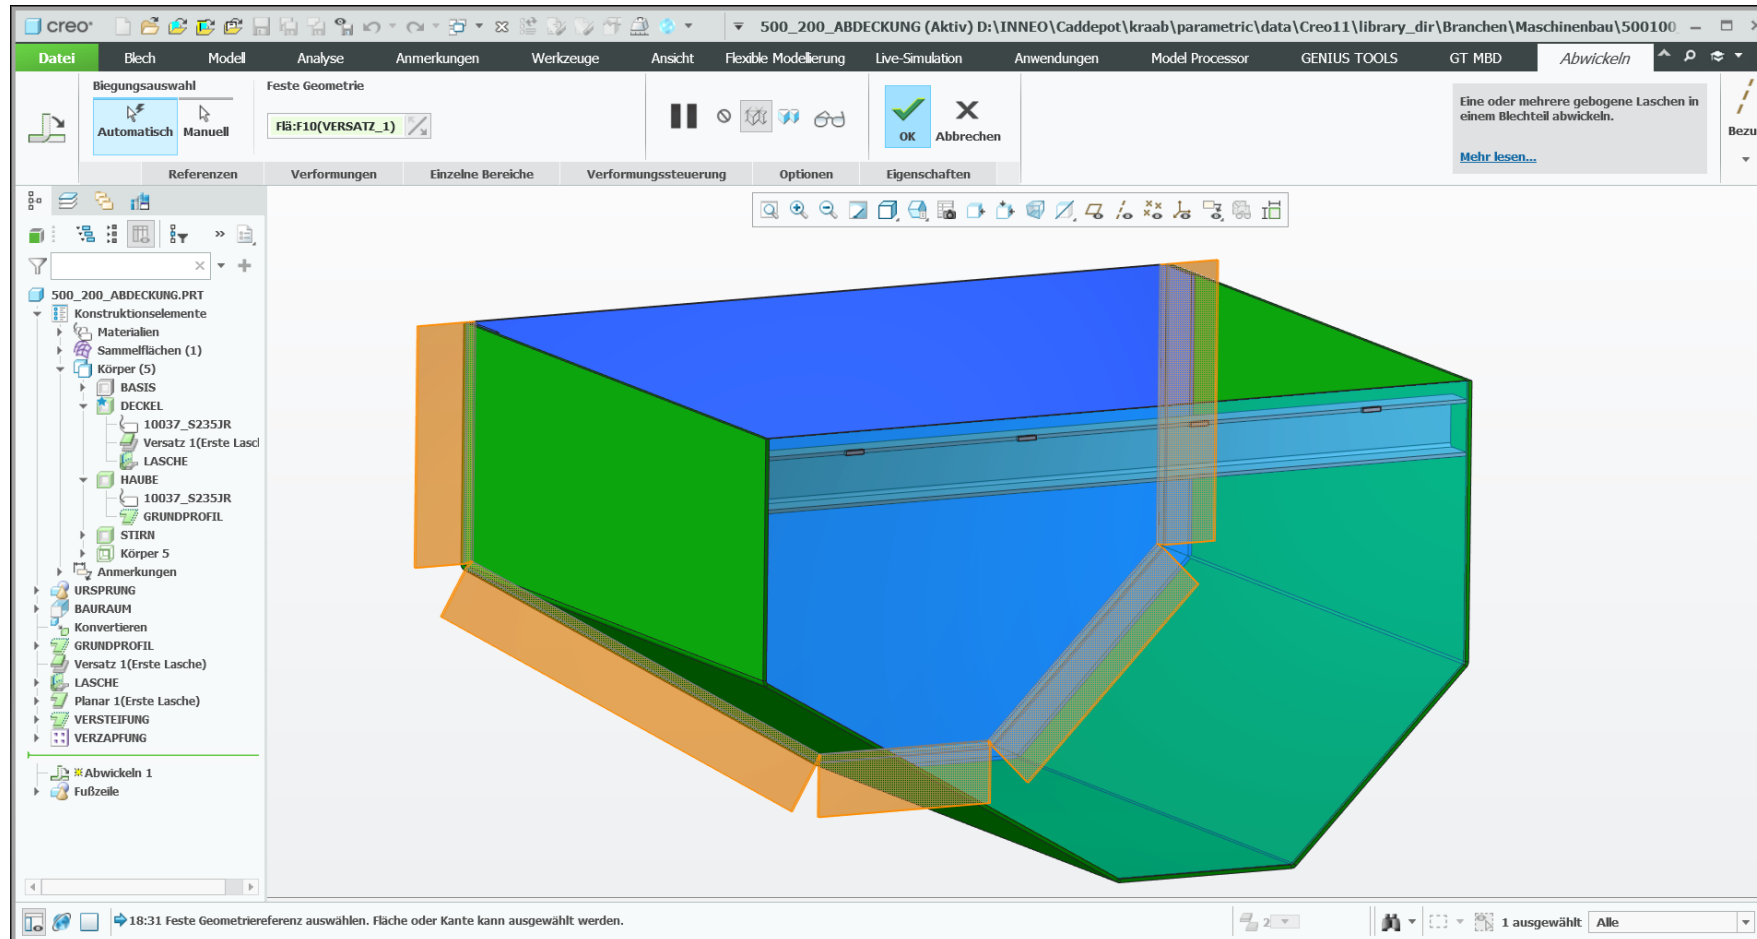 creo
500_200_ABDECKUNG (Aktiv) D:\INNEO\Caddepot\kraab\parametric\data\Creo11\library_dir\Branchen\Maschinenbau\500100_
Datei Blech Modell Analyse Anmerkungen Werkzeuge Ansicht Flexible Modellierung Live-Simulation Anwendungen Model Processor GENIUS TOOLS GT MBD Abwickeln
Biegungsauswahl
Feste Geometrie
Automatisch Manuell
Flä:F10(VERSATZ_1)
OK Abbrechen
Eine oder mehrere gebogene Laschen in
einem Blechteil abwickeln.
Mehr lesen...
Bezu
Referenzen Verformungen Einzelne Bereiche Verformungssteuerung Optionen Eigenschaften
500_200_ABDECKUNG.PRT
Konstruktionselemente
Materialien
Sammelflächen (1)
Körper (5)
BASIS
DECKEL
10037_S235JR
Versatz 1(Erste Lascl
LASCHE
HAUBE
10037_S235JR
GRUNDPROFIL
STIRN
Körper 5
Anmerkungen
URSPRUNG
BAURAUM
Konvertieren
GRUNDPROFIL
Versatz 1(Erste Lasche)
LASCHE
Planar 1(Erste Lasche)
VERSTEIFUNG
VERZAPFUNG
Abwickeln 1
Fußzeile
18:31 Feste Geometriereferenz auswählen. Fläche oder Kante kann ausgewählt werden.
2
1 ausgewählt
Alle